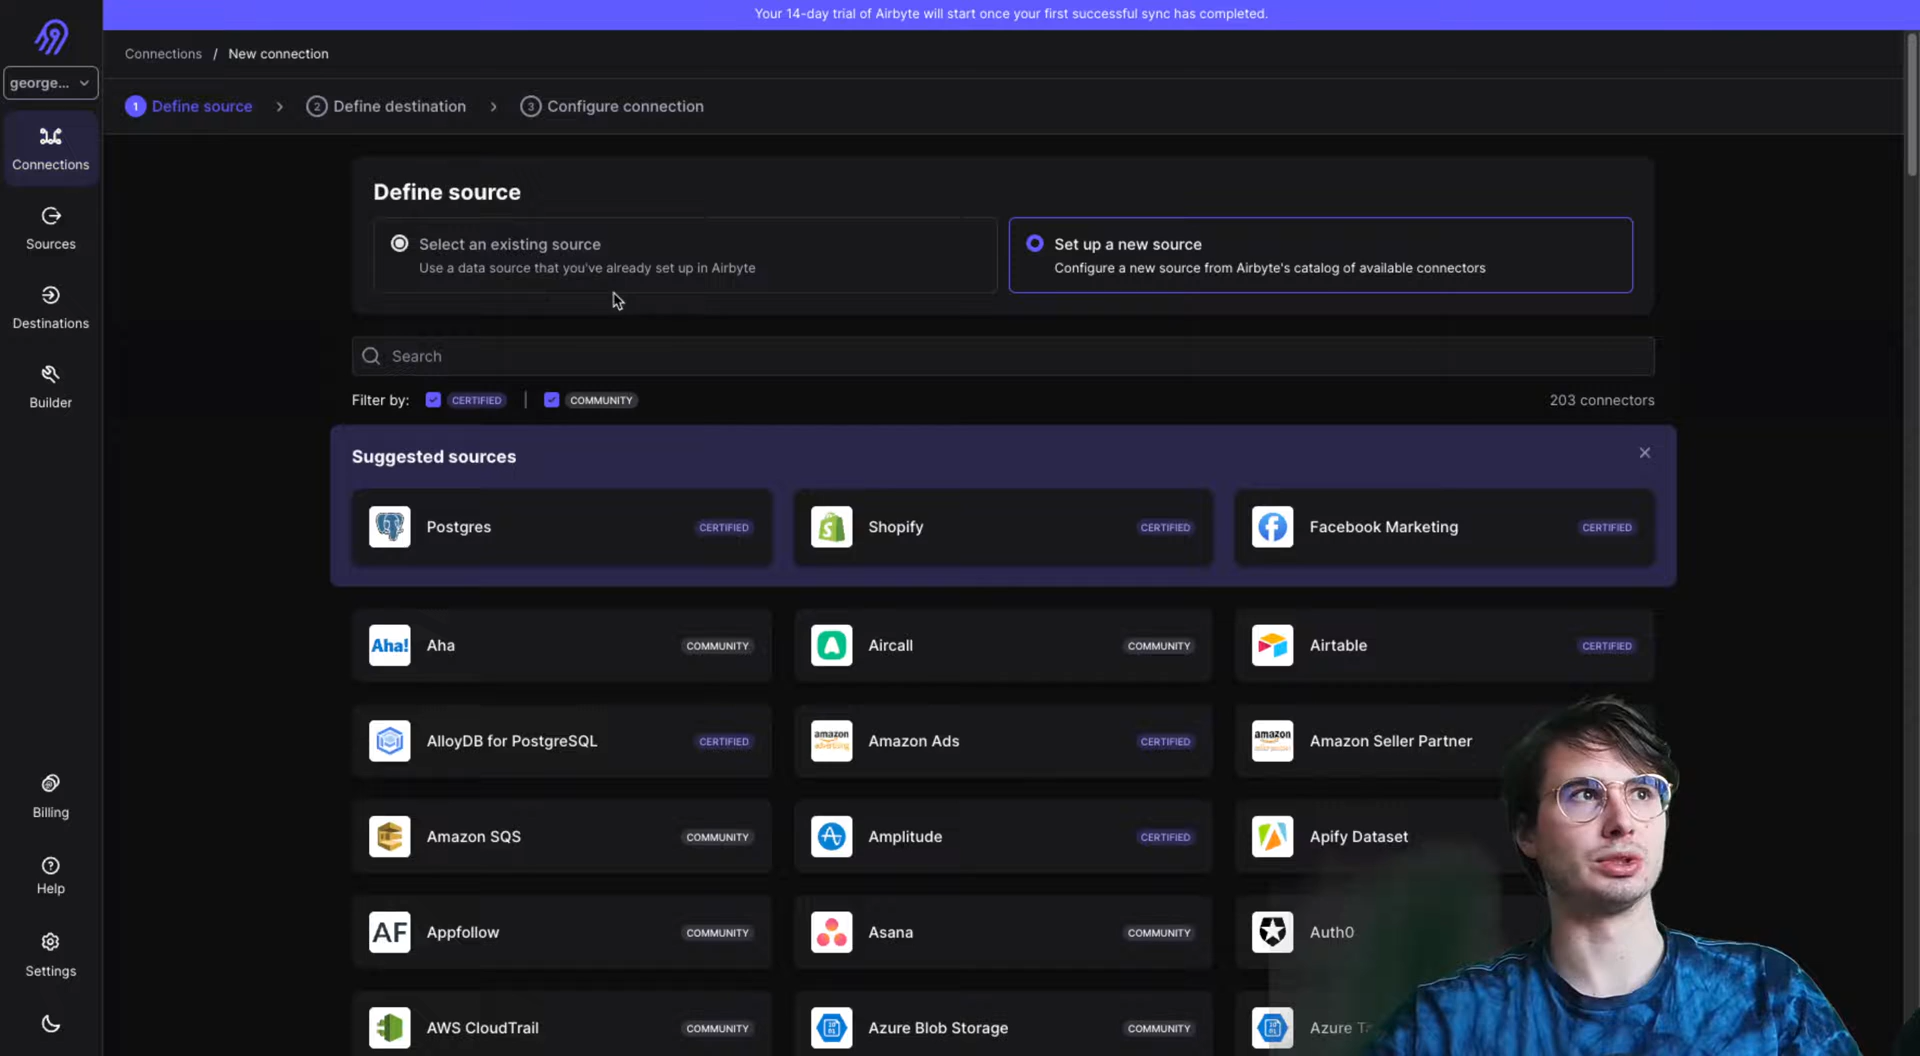 Your 14-day trial of Airbyte will start once your first successful sync has completed.
george...
Connections / New connection
1 Define source > 2 Define destination > 3 Configure connection
Connections
Sources
Destinations
Builder
Billing
Help
Settings
Define source
Select an existing source
Use a data source that you've already set up in Airbyte
Set up a new source
Configure a new source from Airbyte's catalog of available connectors
Search
Filter by: CERTIFIED | COMMUNITY
203 connectors
Suggested sources
Postgres CERTIFIED
Shopify CERTIFIED
Facebook Marketing CERTIFIED
Aha! Aha COMMUNITY
Aircall COMMUNITY
Airtable CERTIFIED
AlloyDB for PostgreSQL CERTIFIED
amazon Amazon Ads CERTIFIED
amazon Amazon Seller Partner
Amazon SQS COMMUNITY
Amplitude CERTIFIED
Apify Dataset
AF Appfollow COMMUNITY
Asana COMMUNITY
Auth0
AWS CloudTrail COMMUNITY
Azure Blob Storage COMMUNITY
Azure